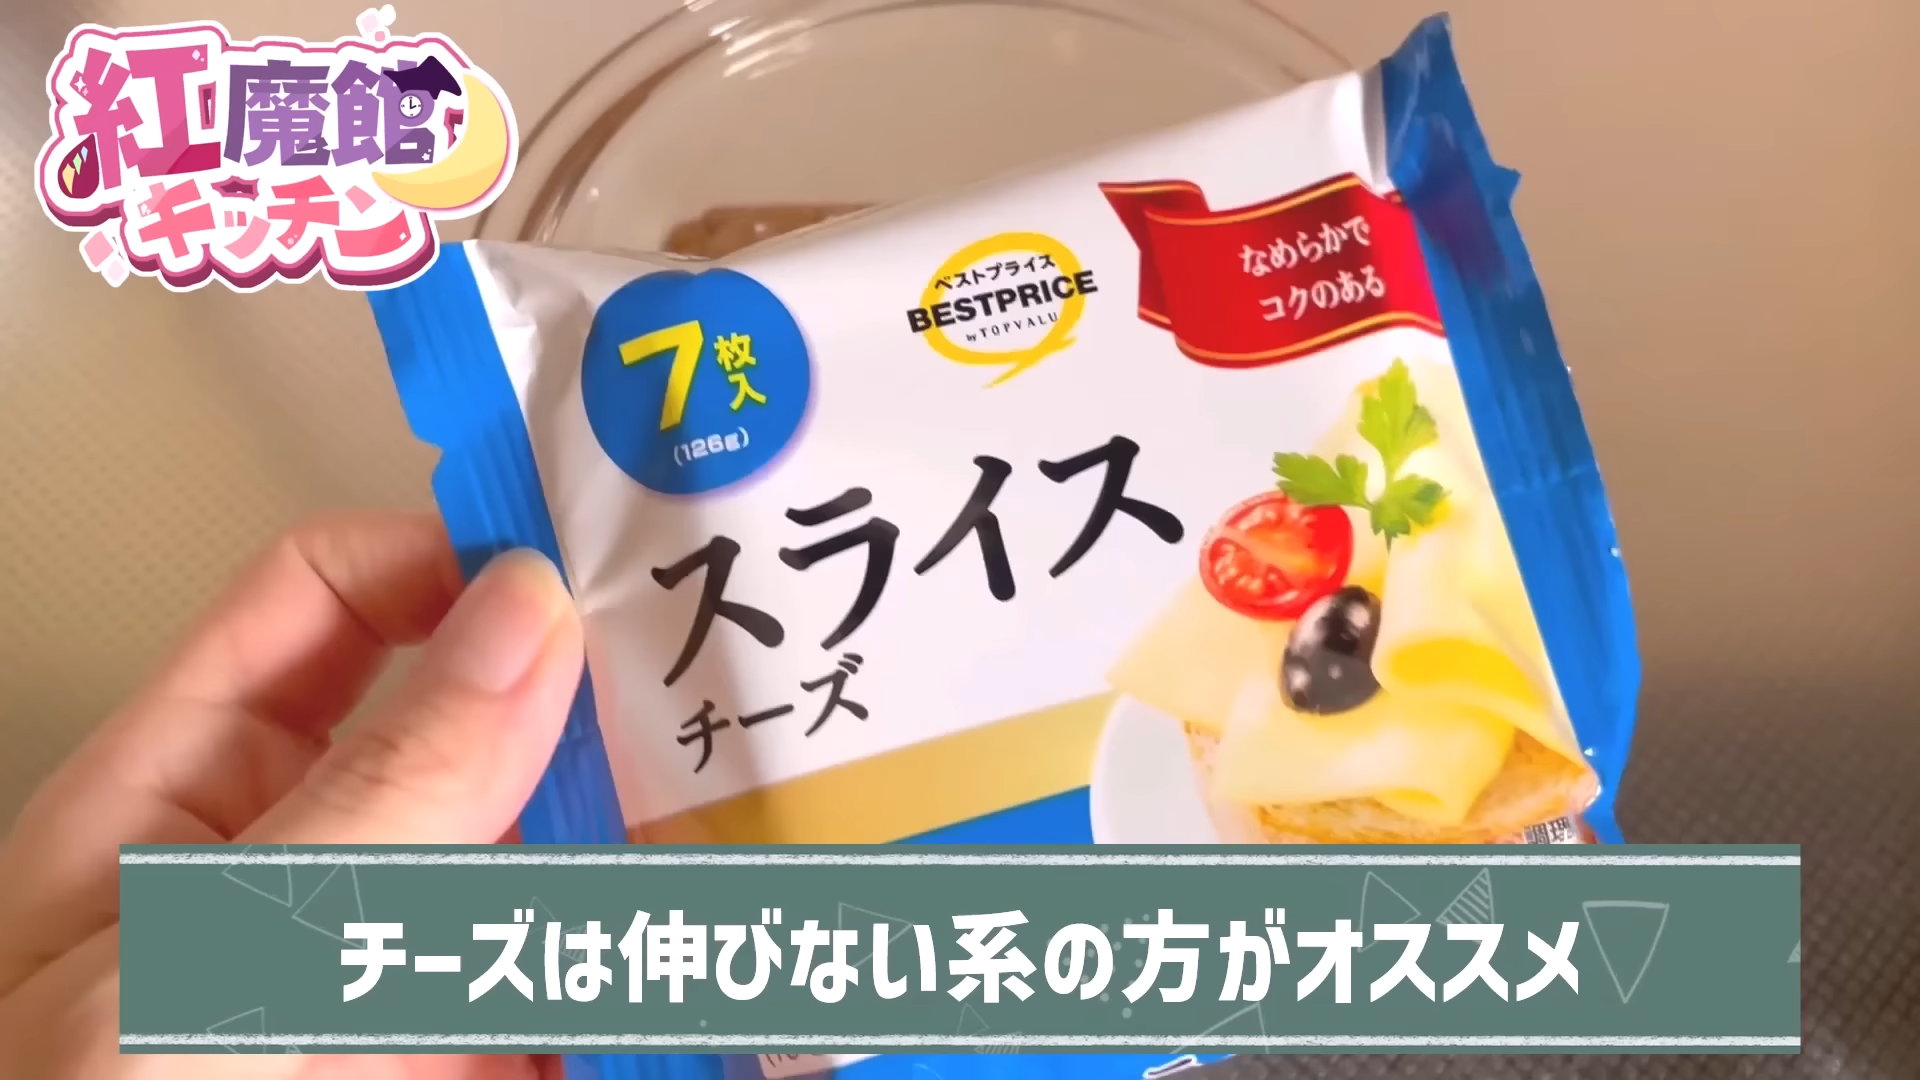 紅魔館
キッチン
なめらかで
コクのある
ベストプライス
BESTPRICE
by TOPVALU
7枚入
(126g)
スライス
チーズ
調理
チーズは伸びない系の方がオススメ